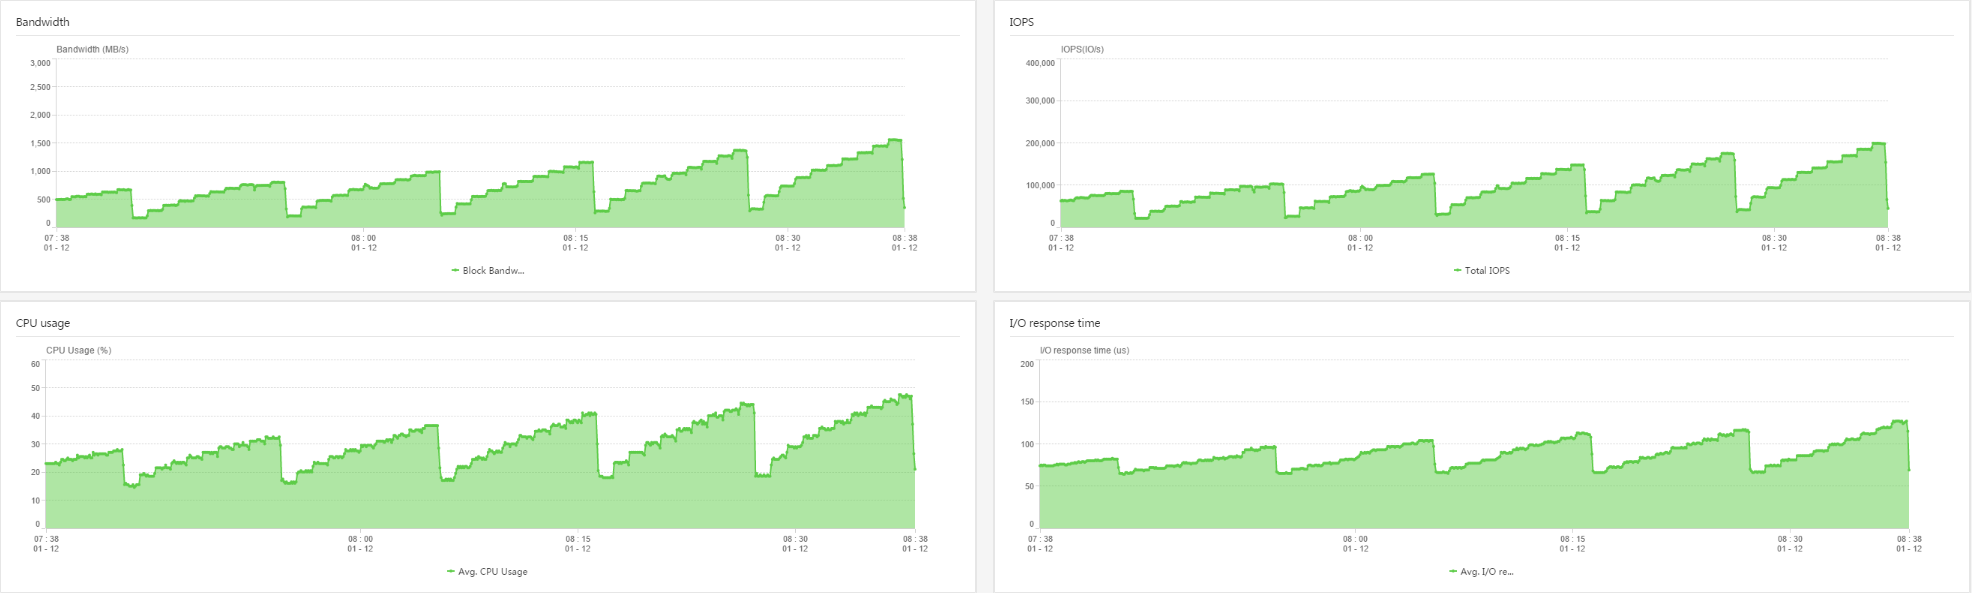 Bandwidth
Bandwidth (MB/s)
3,000
2,500
2,000
1,500
1,000
500
0
07 : 38
01 - 12
08 : 00
01 - 12
08 : 15
01 - 12
08 : 30
01 - 12
08 : 38
01 - 12
Block Bandw...
IOPS
IOPS(IO/s)
400,000
300,000
200,000
100,000
0
07 : 38
01 - 12
08 : 00
01 - 12
08 : 15
01 - 12
08 : 30
01 - 12
08 : 38
01 - 12
Total IOPS
CPU usage
CPU Usage (%)
60
50
40
30
20
10
0
07 : 38
01 - 12
08 : 00
01 - 12
08 : 15
01 - 12
08 : 30
01 - 12
08 : 38
01 - 12
Avg. CPU Usage
I/O response time
I/O response time (us)
200
150
100
50
0
07 : 38
01 - 12
08 : 00
01 - 12
08 : 15
01 - 12
08 : 30
01 - 12
08 : 38
01 - 12
Avg. I/O re...